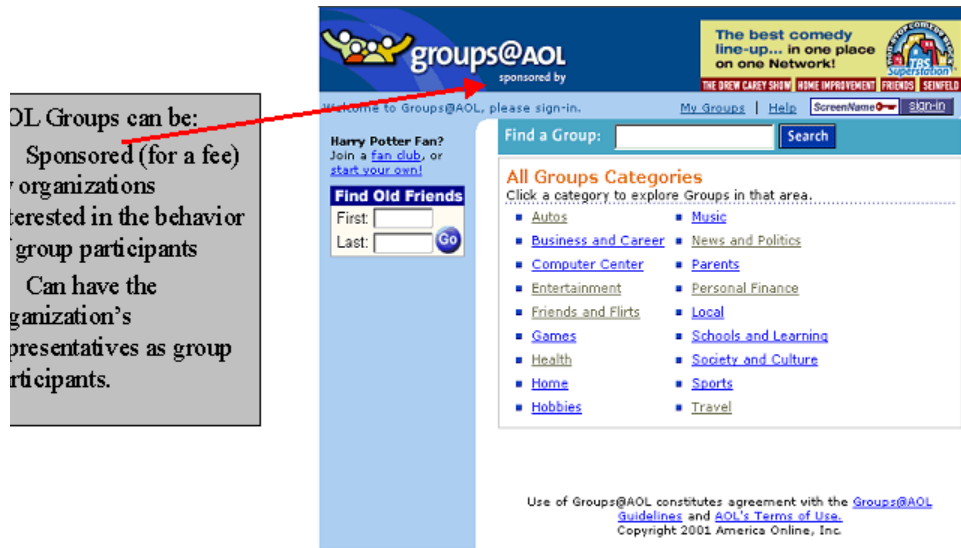 OL Groups can be:
Sponsored (for a fee)
y organizations
terested in the behavior
f group participants
Can have the
ganization's
presentatives as group
rticipants.
groups@AOL
sponsored by
The best comedy
line-up... in one place
on one Network!
NON-STOP COMEDY BLOCK
TBS
Superstation
THE DREW CAREY SHOW HOME IMPROVEMENT FRIENDS SEINFELD
Welcome to Groups@AOL, please sign-in.
My Groups | Help ScreenName sign-in
Harry Potter Fan?
Join a fan club, or
start your own!
Find Old Friends
First:
Last:
Go
Find a Group: Search
All Groups Categories
Click a category to explore Groups in that area.
Autos
Business and Career
Computer Center
Entertainment
Friends and Flirts
Games
Health
Home
Hobbies
Music
News and Politics
Parents
Personal Finance
Local
Schools and Learning
Society and Culture
Sports
Travel
Use of Groups@AOL constitutes agreement with the Groups@AOL
Guidelines and AOL's Terms of Use.
Copyright 2001 America Online, Inc.